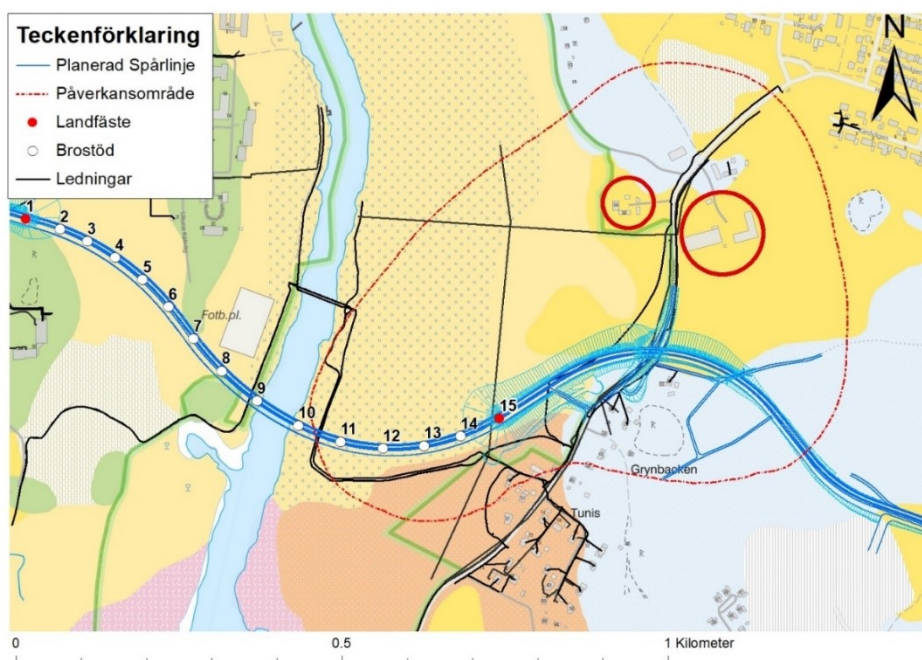 Teckenförklaring
Planerad Spårlinje
Påverkansområde
Landfäste
Brostöd
Ledningar
N
1
2
3
4
5
6
7
Fotb.pl.
8
9
10
11
12
13
14
15
Grynbacken
Tunis
R
R
R
R
0
0.5
1 Kilometer